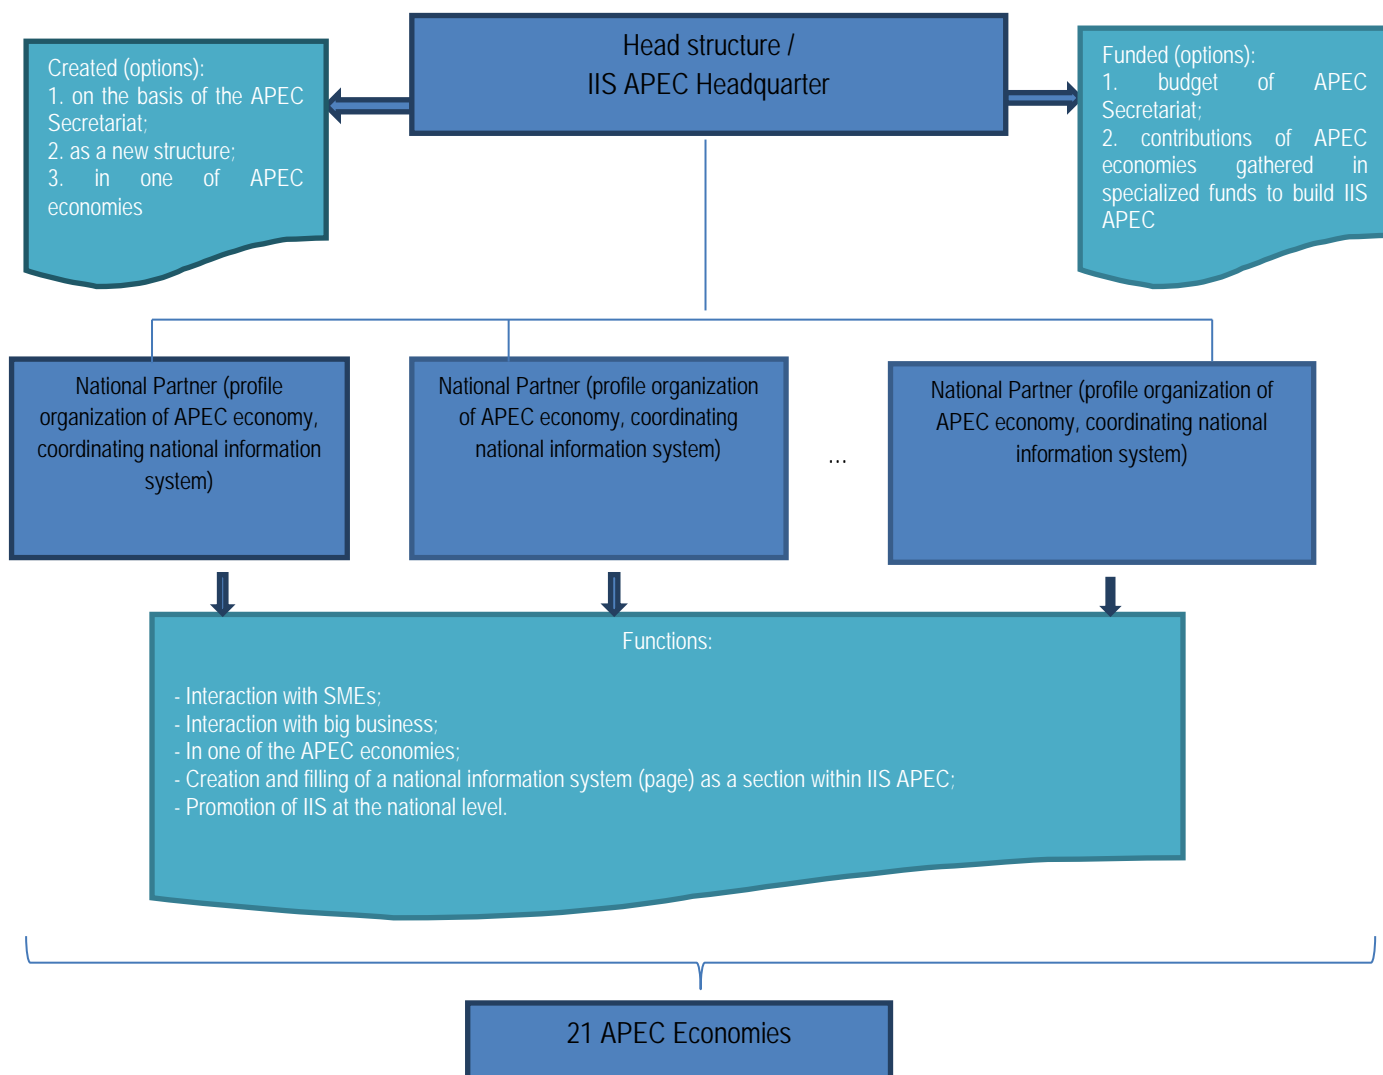 Head structure /
IIS APEC Headquarter
Created (options):
1. on the basis of the APEC
Secretariat;
2. as a new structure;
3. in one of APEC
economies
Funded (options):
1. budget of APEC
Secretariat;
2. contributions of APEC
economies gathered in
specialized funds to build IIS
APEC
National Partner (profile
organization of APEC economy,
coordinating national information
system)
National Partner (profile organization
of APEC economy, coordinating
national information system)
...
National Partner (profile organization of
APEC economy, coordinating national
information system)
Functions:
- Interaction with SMEs;
- Interaction with big business;
- In one of the APEC economies;
- Creation and filling of a national information system (page) as a section within IIS APEC;
- Promotion of IIS at the national level.
21 APEC Economies